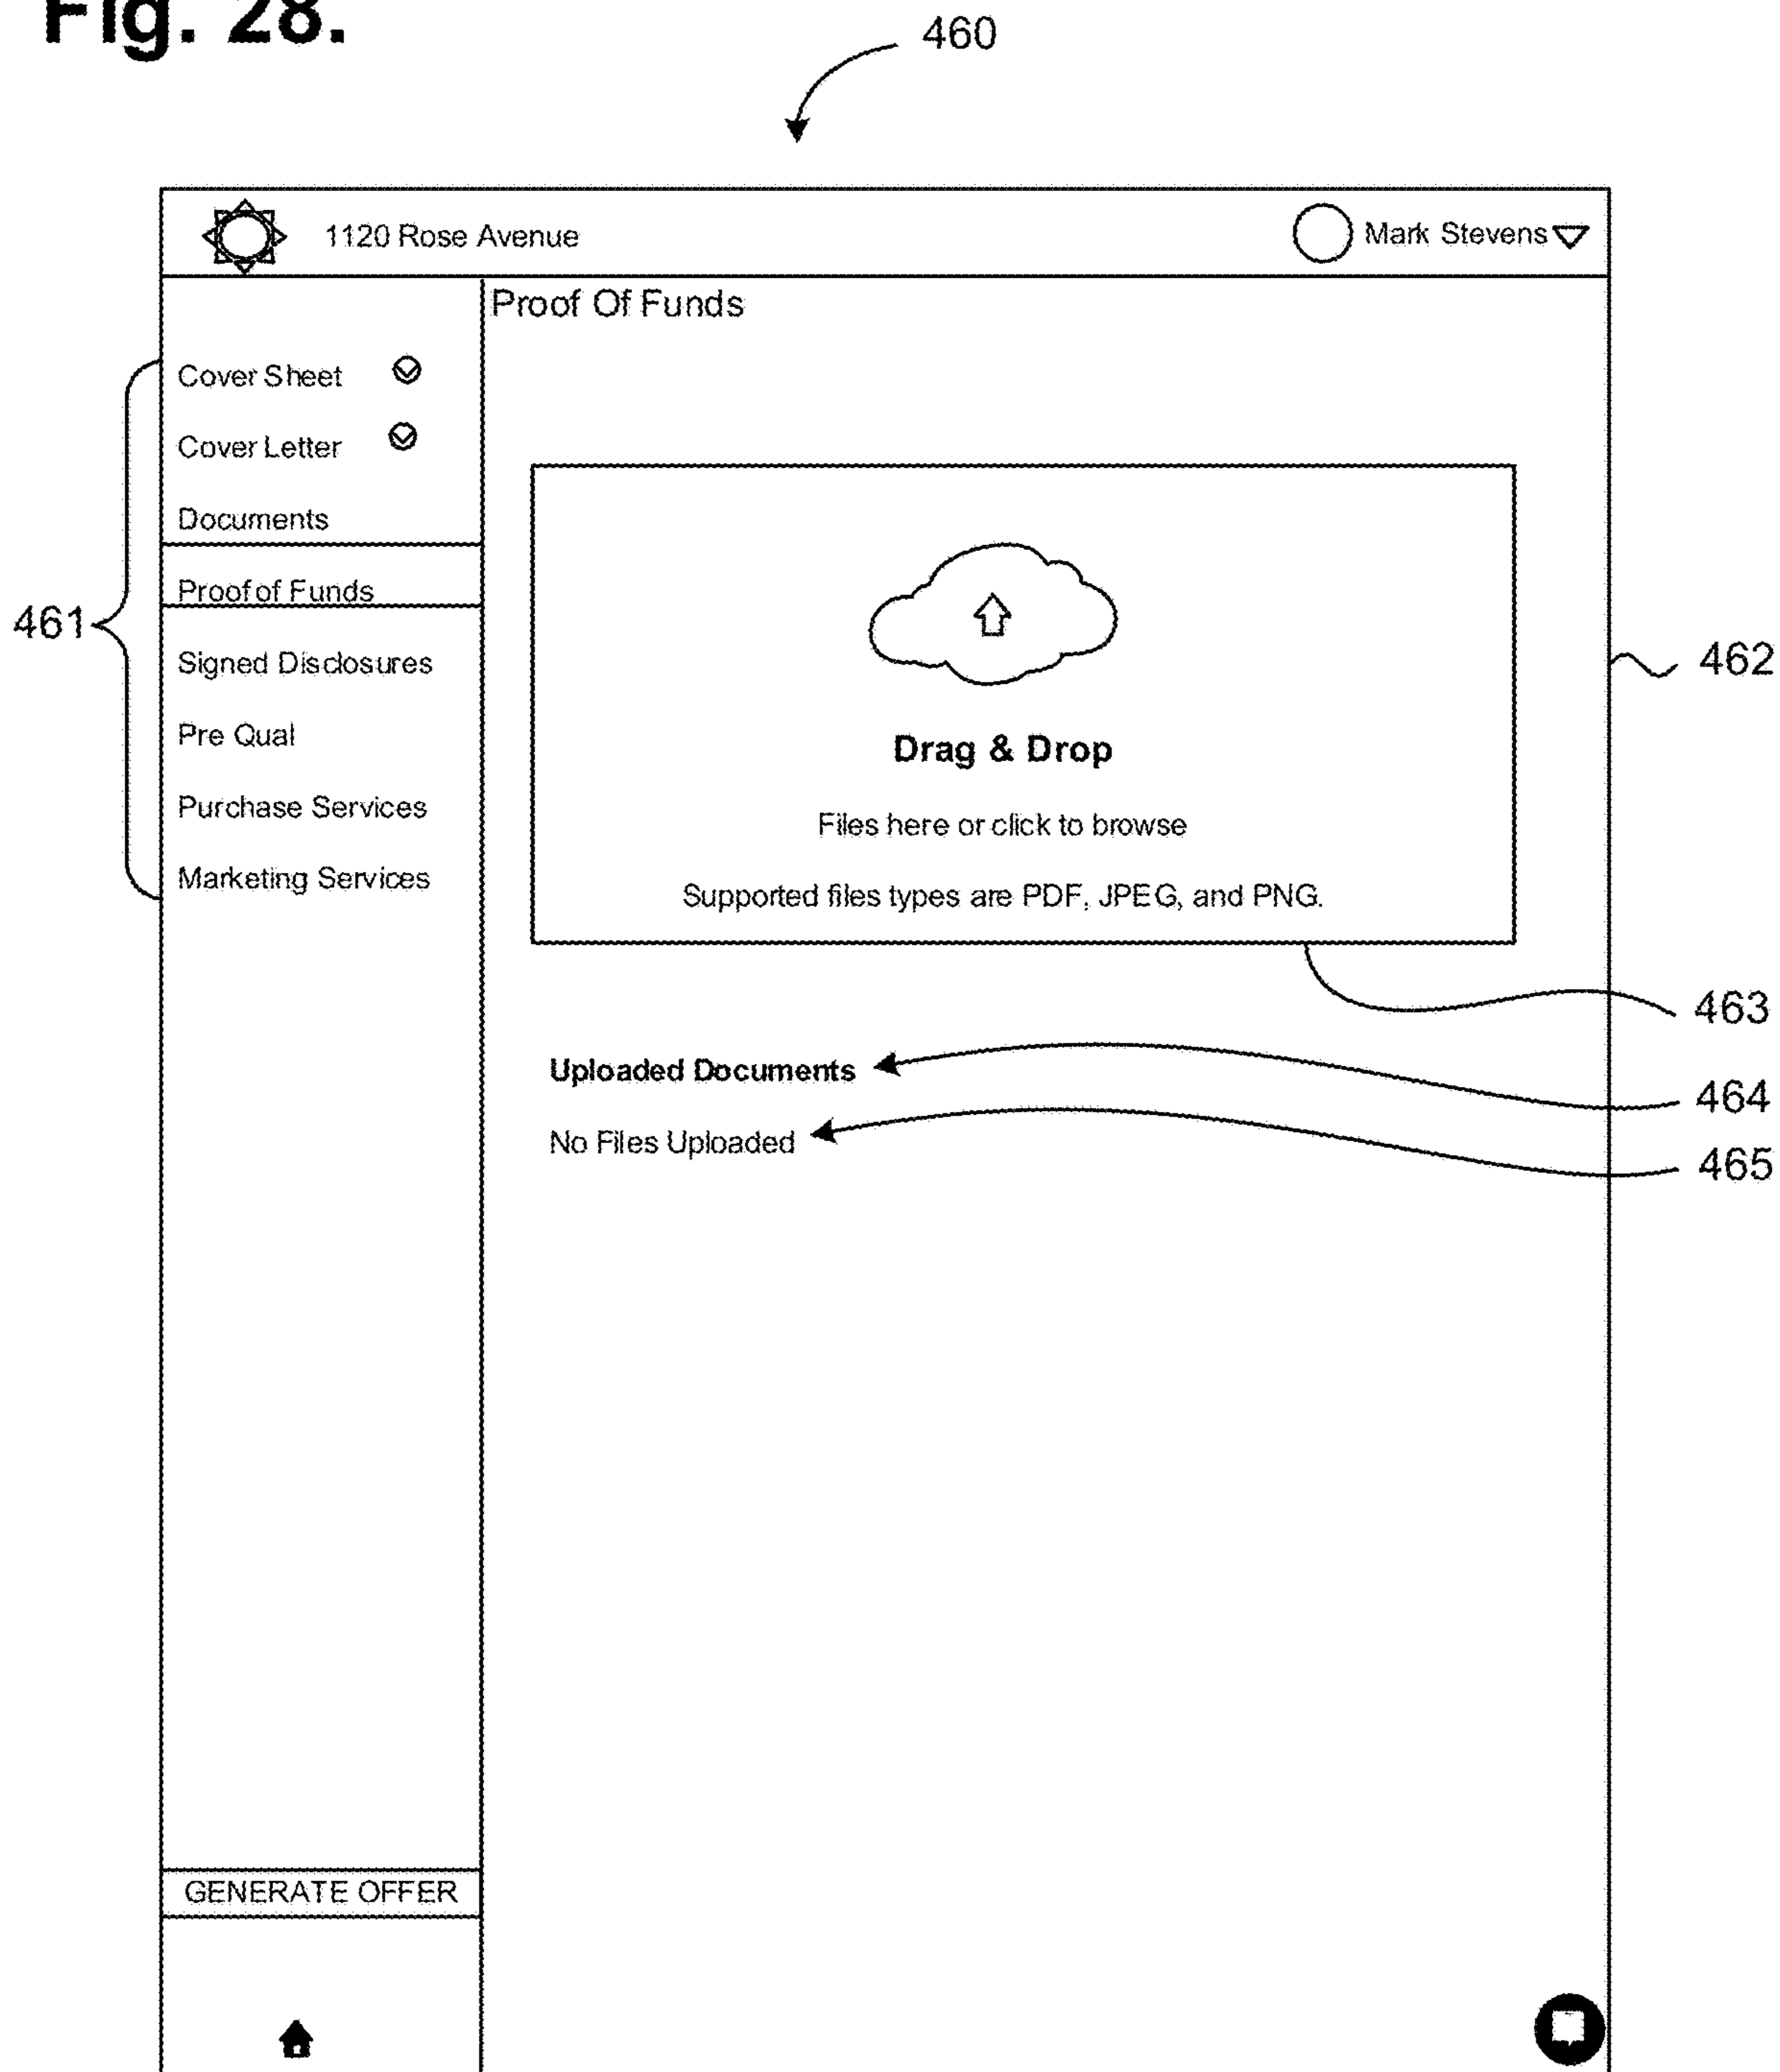 Fig. 28.
460
1120 Rose Avenue
Mark Stevens
Proof Of Funds
Cover Sheet
Cover Letter
Documents
Proof of Funds
461
Signed Disclosures
Pre Qual
Purchase Services
Marketing Services
462
Drag & Drop
Files here or click to browse
Supported files types are PDF, JPEG, and PNG.
463
Uploaded Documents
464
No Files Uploaded
465
GENERATE OFFER